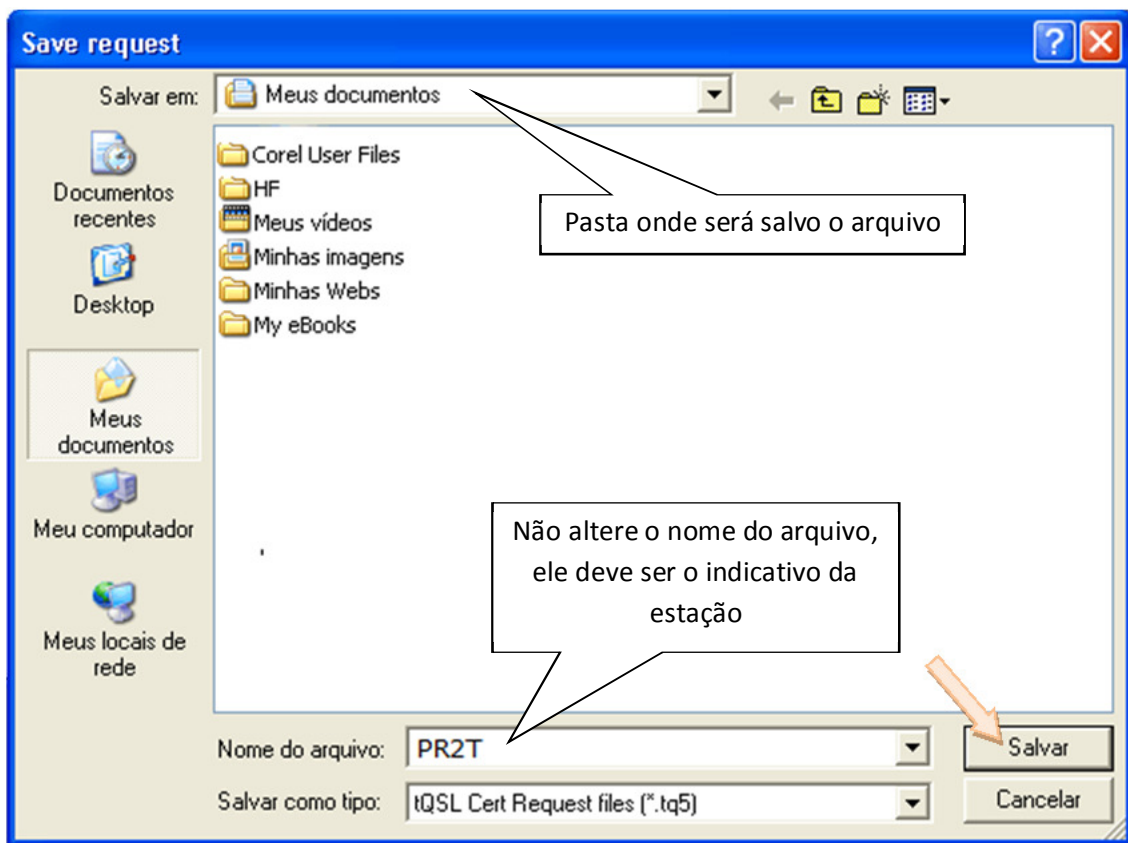 Save request
Salvar em:
Meus documentos
Documentos
recentes
Desktop
Meus
documentos
Meu computador
Meus locais de
rede
Corel User Files
HF
Meus vídeos
Minhas imagens
Minhas Webs
My eBooks
Pasta onde será salvo o arquivo
Não altere o nome do arquivo,
ele deve ser o indicativo da
estação
Nome do arquivo:
PR2T
Salvar
Salvar como tipo:
tQSL Cert Request files (*.tq5)
Cancelar